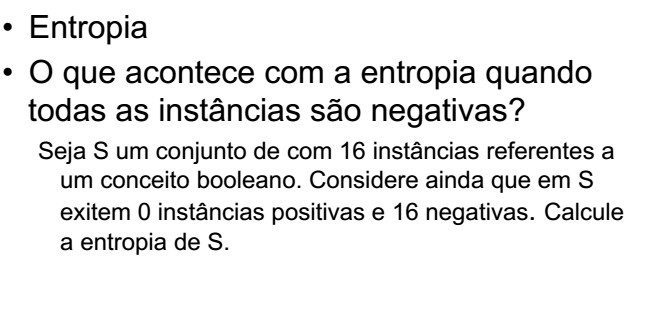 • Entropia
• O que acontece com a entropia quando
todas as instâncias são negativas?
Seja S um conjunto de com 16 instâncias referentes a
um conceito booleano. Considere ainda que em S
exitem 0 instâncias positivas e 16 negativas. Calcule
a entropia de S.